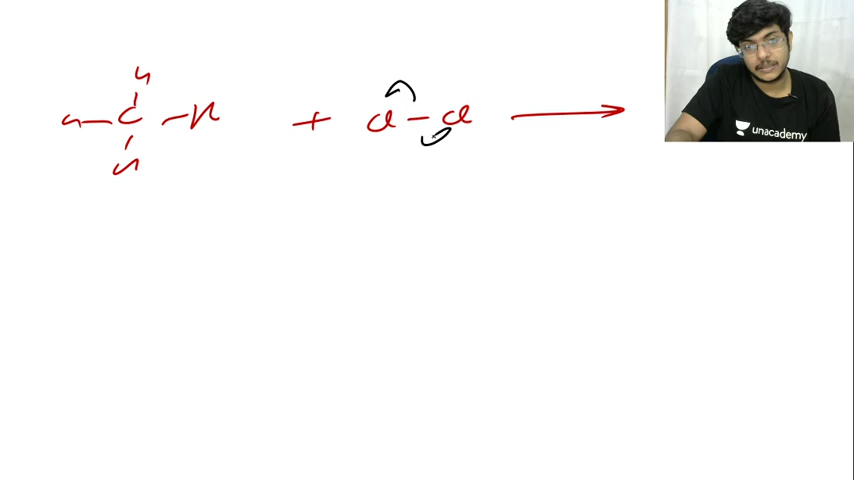 H
H — C — H + Cl — Cl →
H
unacademy